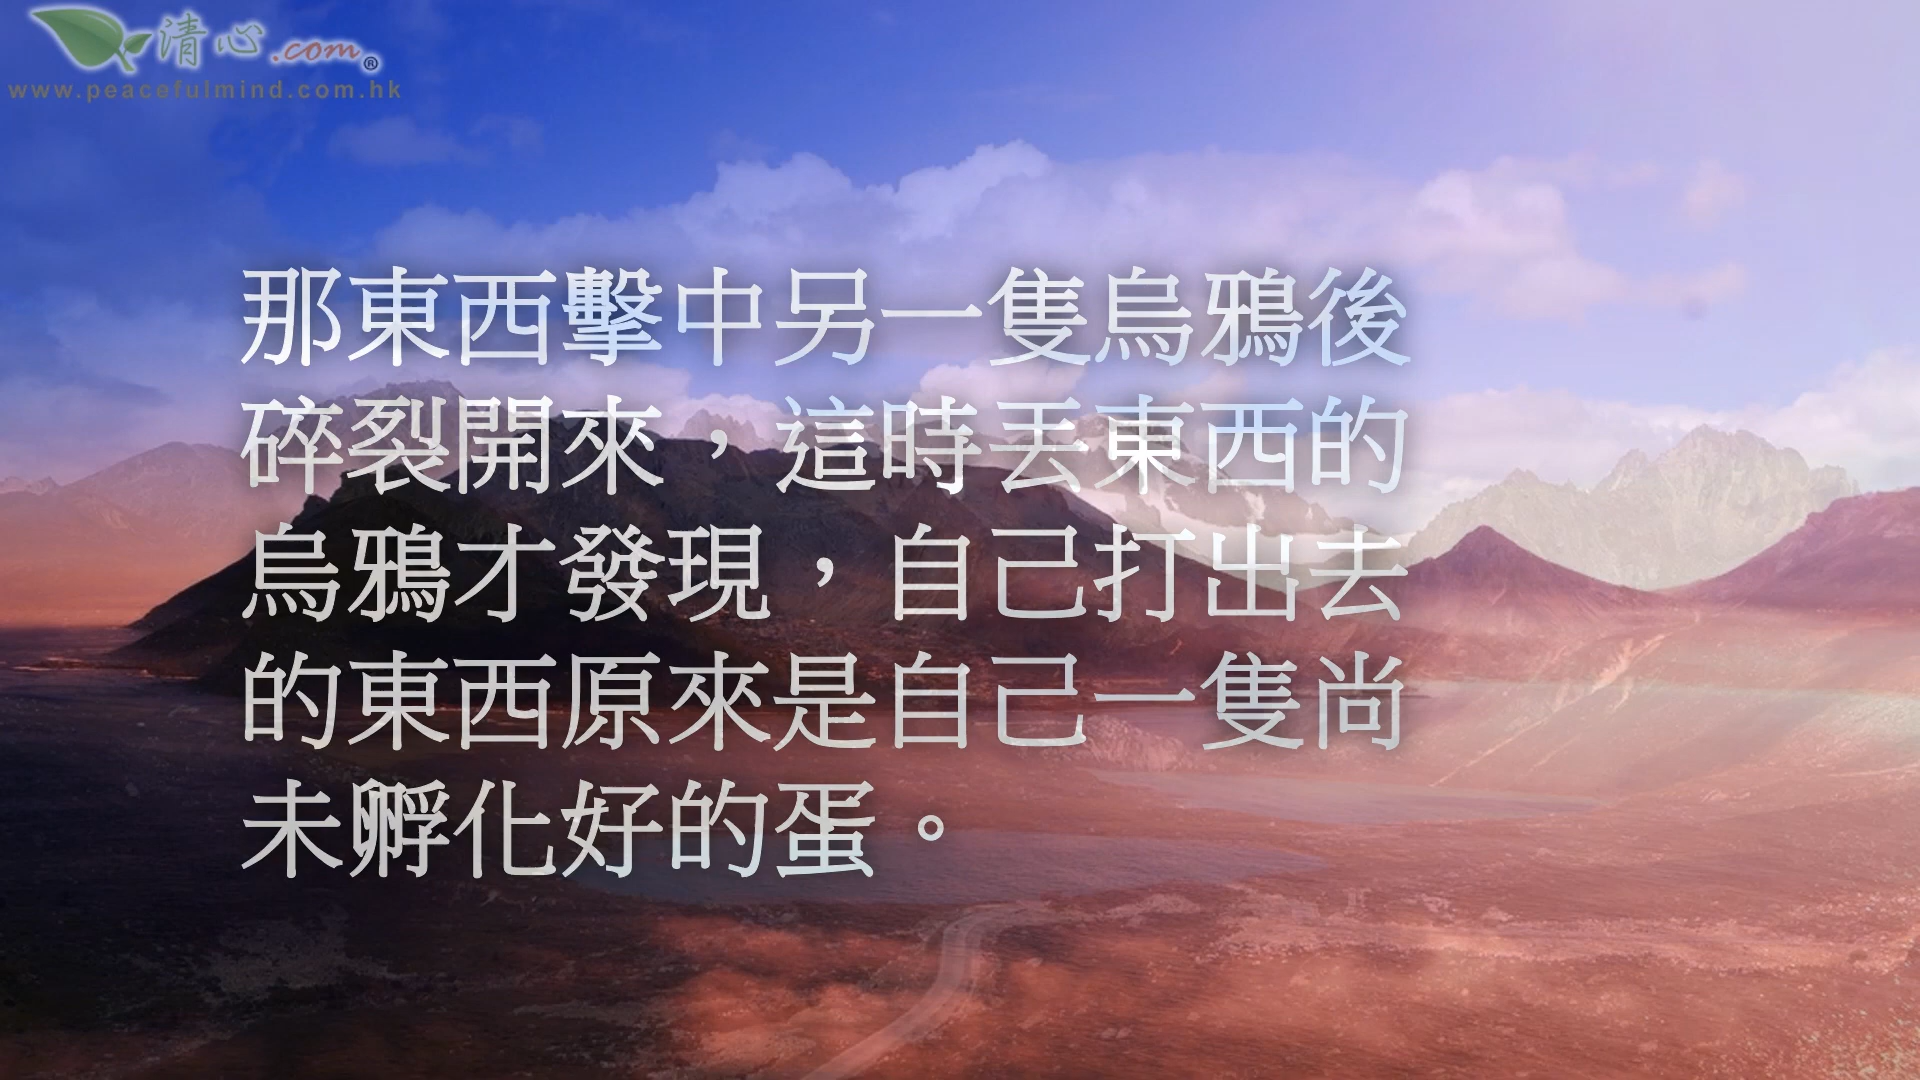 清心.com®
www.peacefulmind.com.hk
那東西擊中另一隻烏鴉後
碎裂開來，這時丟東西的
烏鴉才發現，自己打出去
的東西原來是自己一隻尚
未孵化好的蛋。